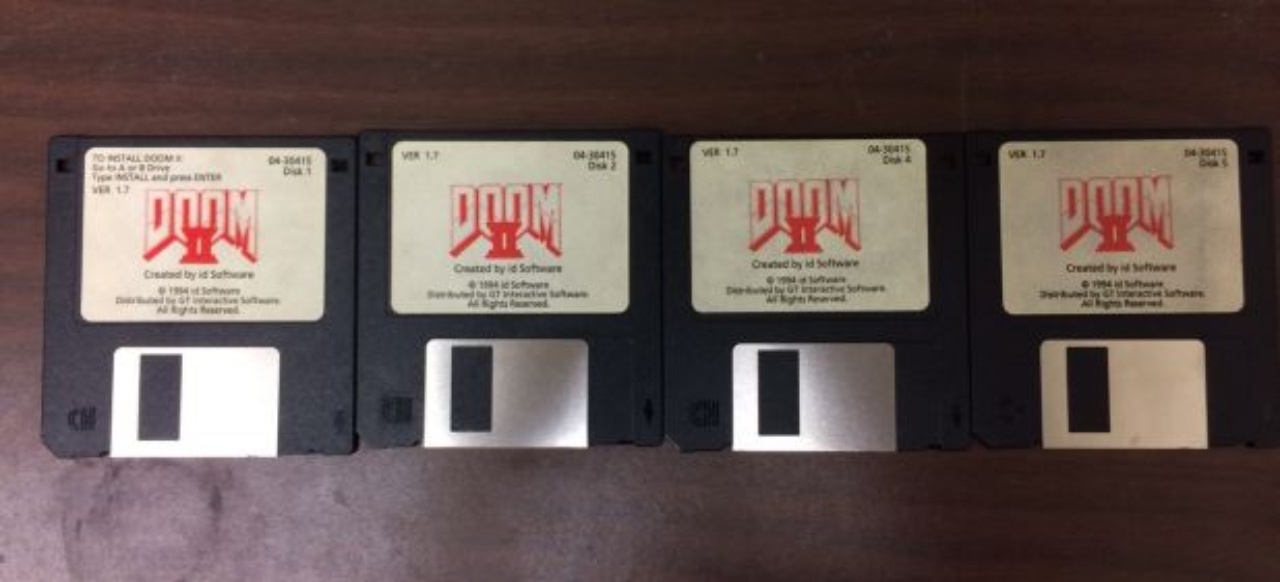 TO INSTALL DOOM II:
Go to A or B Drive
Type INSTALL and press ENTER
VER 1.7
04-30415
Disk 1
DOOM
II
Created by id Software
© 1994 id Software
Distributed by GT Interactive Software.
All Rights Reserved.
VER 1.7
04-30415
Disk 2
DOOM
II
Created by id Software
© 1994 id Software
Distributed by GT Interactive Software.
All Rights Reserved.
VER 1.7
04-30415
Disk 4
DOOM
II
Created by id Software
© 1994 id Software
Distributed by GT Interactive Software.
All Rights Reserved.
VER 1.7
04-30415
Disk 5
DOOM
II
Created by id Software
© 1994 id Software
Distributed by GT Interactive Software.
All Rights Reserved.